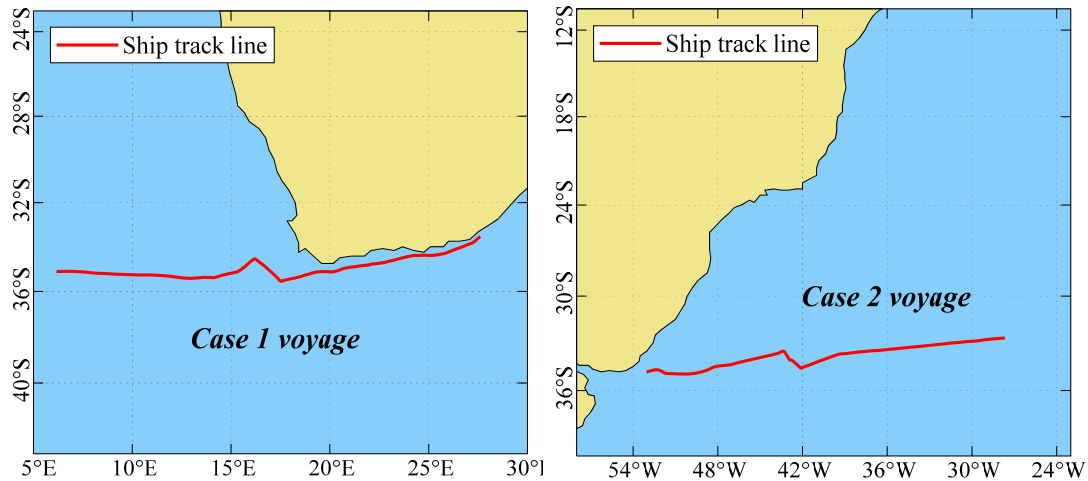 24°S
28°S
32°S
36°S
40°S
Ship track line
Case 1 voyage
5°E
10°E
15°E
20°E
25°E
30°E
12°S
18°S
24°S
30°S
36°S
Ship track line
Case 2 voyage
54°W
48°W
42°W
36°W
30°W
24°W